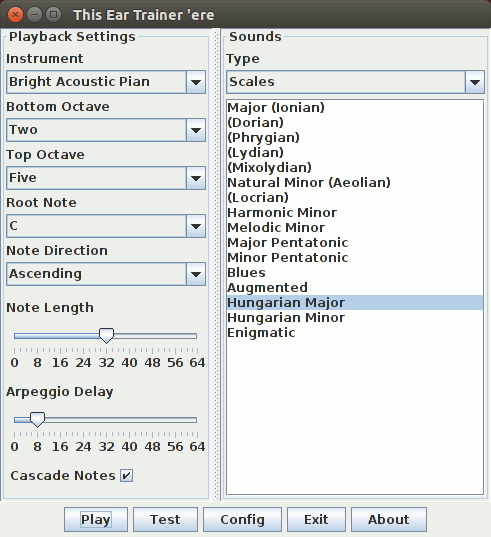 This Ear Trainer 'ere
Playback Settings
Instrument
Bright Acoustic Pian
Bottom Octave
Two
Top Octave
Five
Root Note
C
Note Direction
Ascending
Note Length
0 8 16 24 32 40 48 56 64
Arpeggio Delay
0 8 16 24 32 40 48 56 64
Cascade Notes
Sounds
Type
Scales
Major (Ionian)
(Dorian)
(Phrygian)
(Lydian)
(Mixolydian)
Natural Minor (Aeolian)
(Locrian)
Harmonic Minor
Melodic Minor
Major Pentatonic
Minor Pentatonic
Blues
Augmented
Hungarian Major
Hungarian Minor
Enigmatic
Play Test Config Exit About